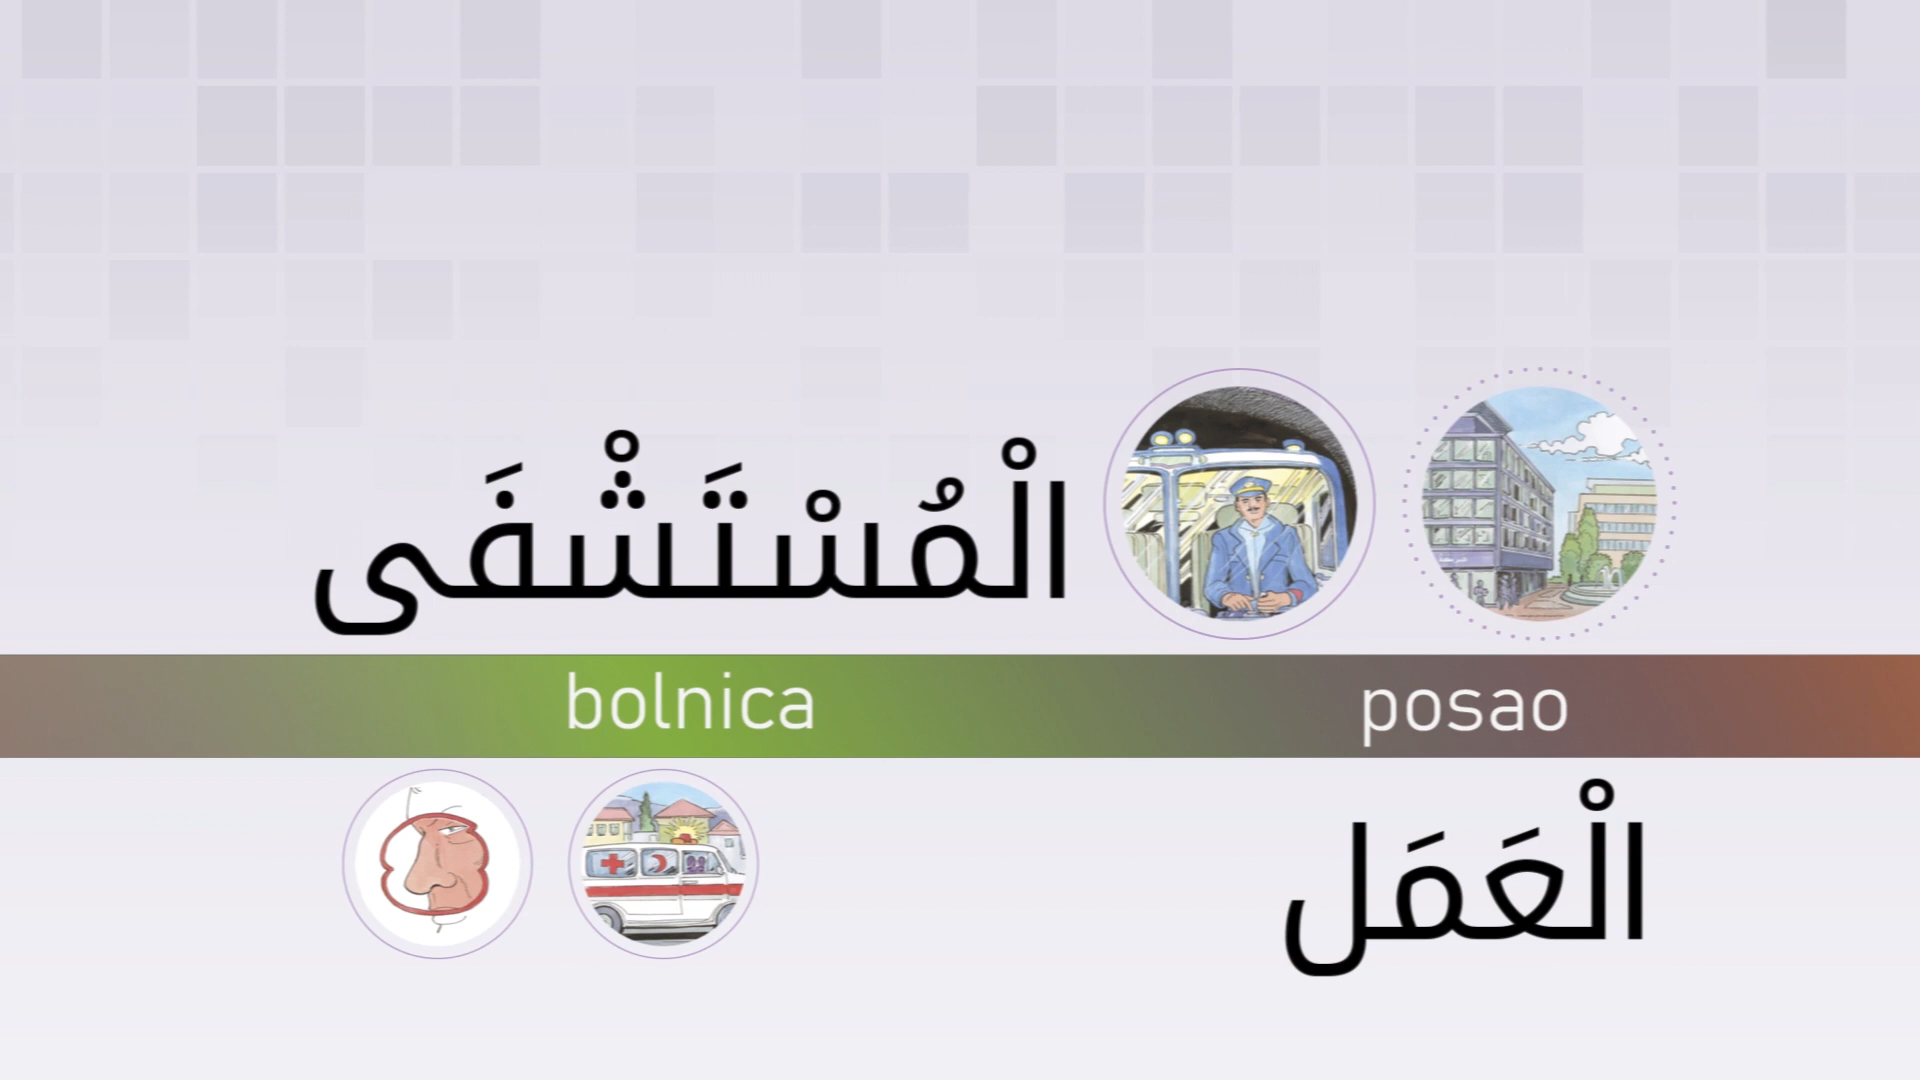 الْمُسْتَشْفَى
bolnica posao
الْعَمَل